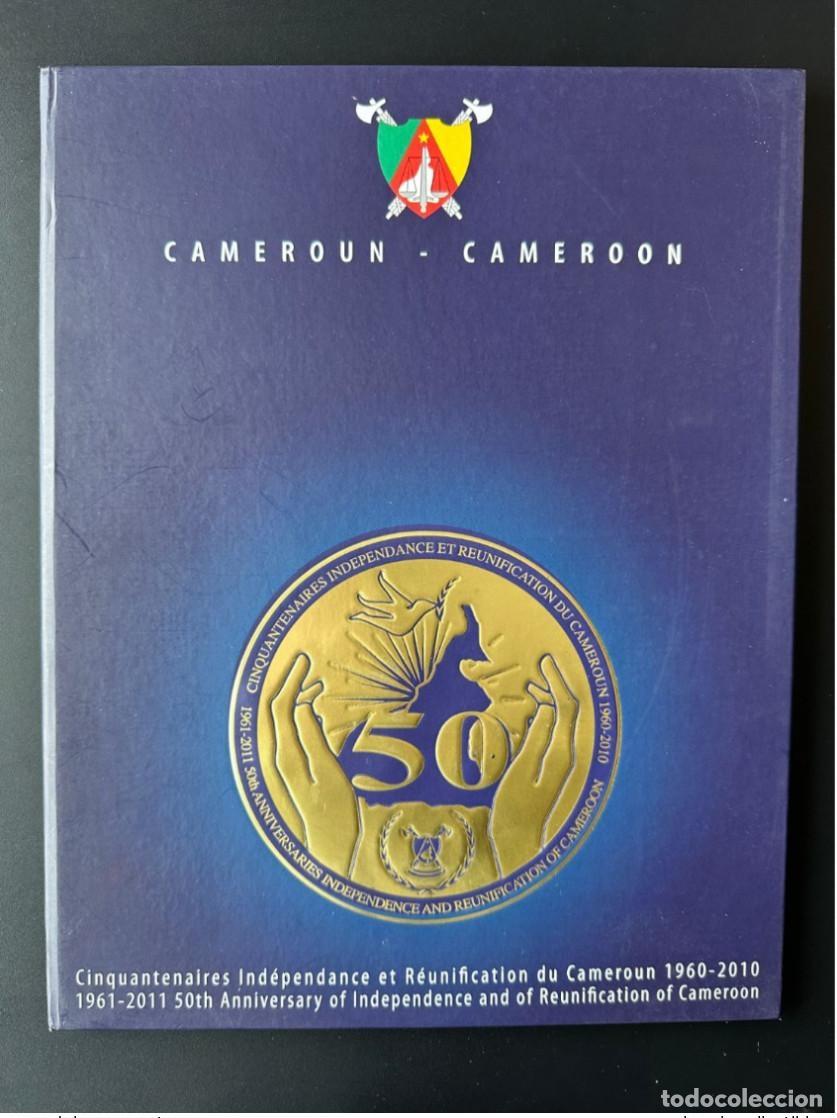 CAMEROUN - CAMEROON
CINQUANTENAIRES INDEPENDANCE ET REUNIFICATION DU CAMEROUN 1960-2010
1961-2011 50th ANNIVERSARIES INDEPENDENCE AND REUNIFICATION OF CAMEROON
50
Cinquantenaires Indépendance et Réunification du Cameroun 1960-2010
1961-2011 50th Anniversary of Independence and of Reunification of Cameroon
todocoleccion